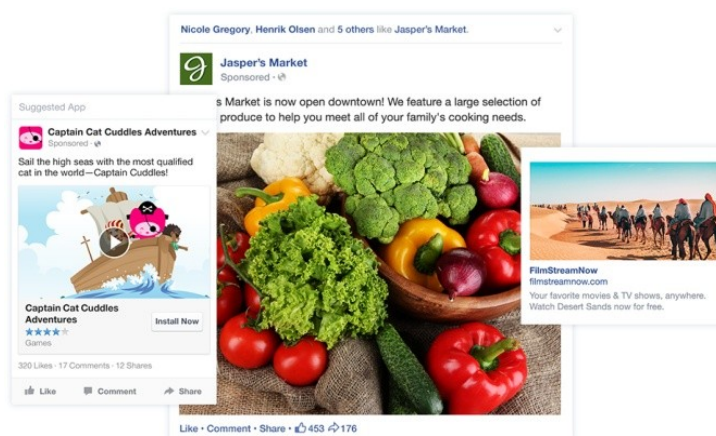 Nicole Gregory, Henrik Olsen and 5 others like Jasper's Market.
Jasper's Market
Sponsored ·
s Market is now open downtown! We feature a large selection of
produce to help you meet all of your family's cooking needs.
Like · Comment · Share · 453 176
Suggested App
Captain Cat Cuddles Adventures
Sponsored ·
Sail the high seas with the most qualified
cat in the world—Captain Cuddles!
Captain Cat Cuddles
Adventures
Install Now
Games
320 Likes · 17 Comments · 12 Shares
Like Comment Share
FilmStreamNow
filmstreamnow.com
Your favorite movies & TV shows, anywhere.
Watch Desert Sands now for free.